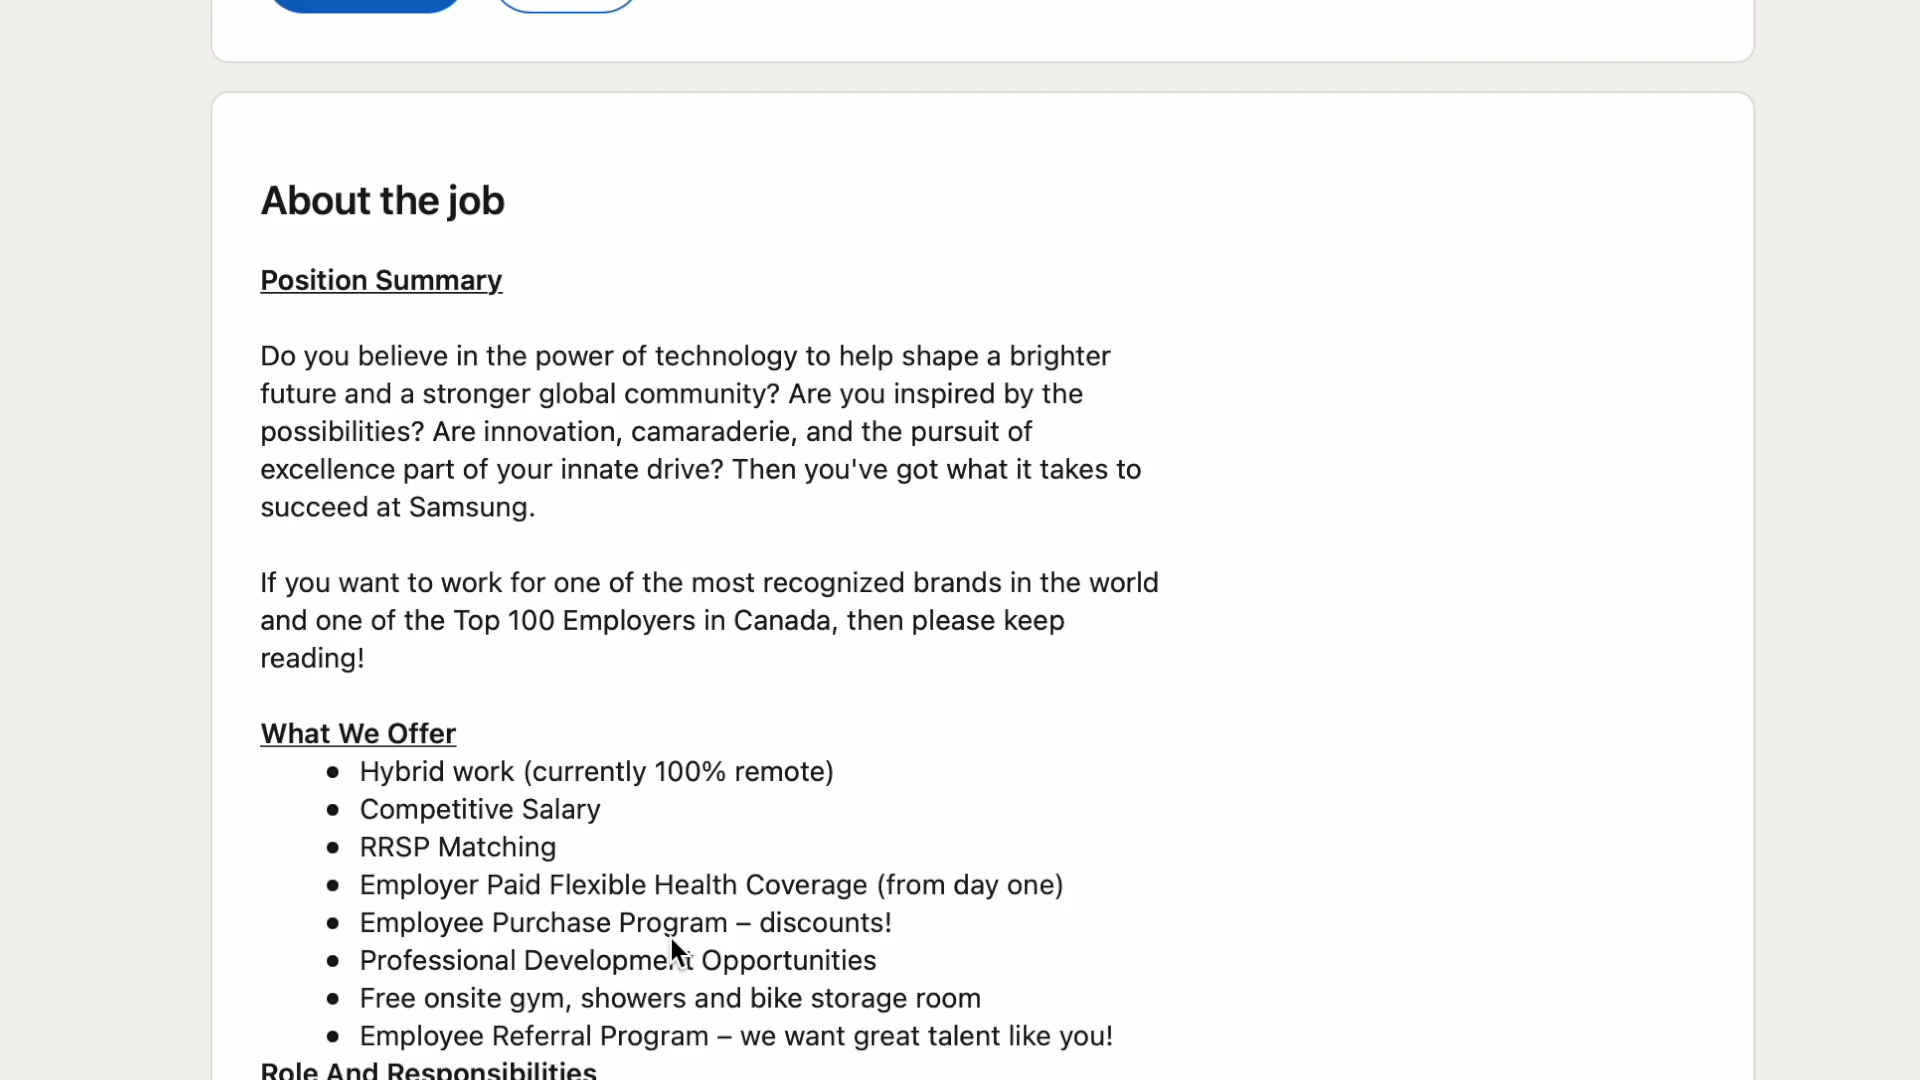 About the job
Position Summary
Do you believe in the power of technology to help shape a brighter
future and a stronger global community? Are you inspired by the
possibilities? Are innovation, camaraderie, and the pursuit of
excellence part of your innate drive? Then you've got what it takes to
succeed at Samsung.
If you want to work for one of the most recognized brands in the world
and one of the Top 100 Employers in Canada, then please keep
reading!
What We Offer
• Hybrid work (currently 100% remote)
• Competitive Salary
• RRSP Matching
• Employer Paid Flexible Health Coverage (from day one)
• Employee Purchase Program – discounts!
• Professional Development Opportunities
• Free onsite gym, showers and bike storage room
• Employee Referral Program – we want great talent like you!
Role And Responsibilities